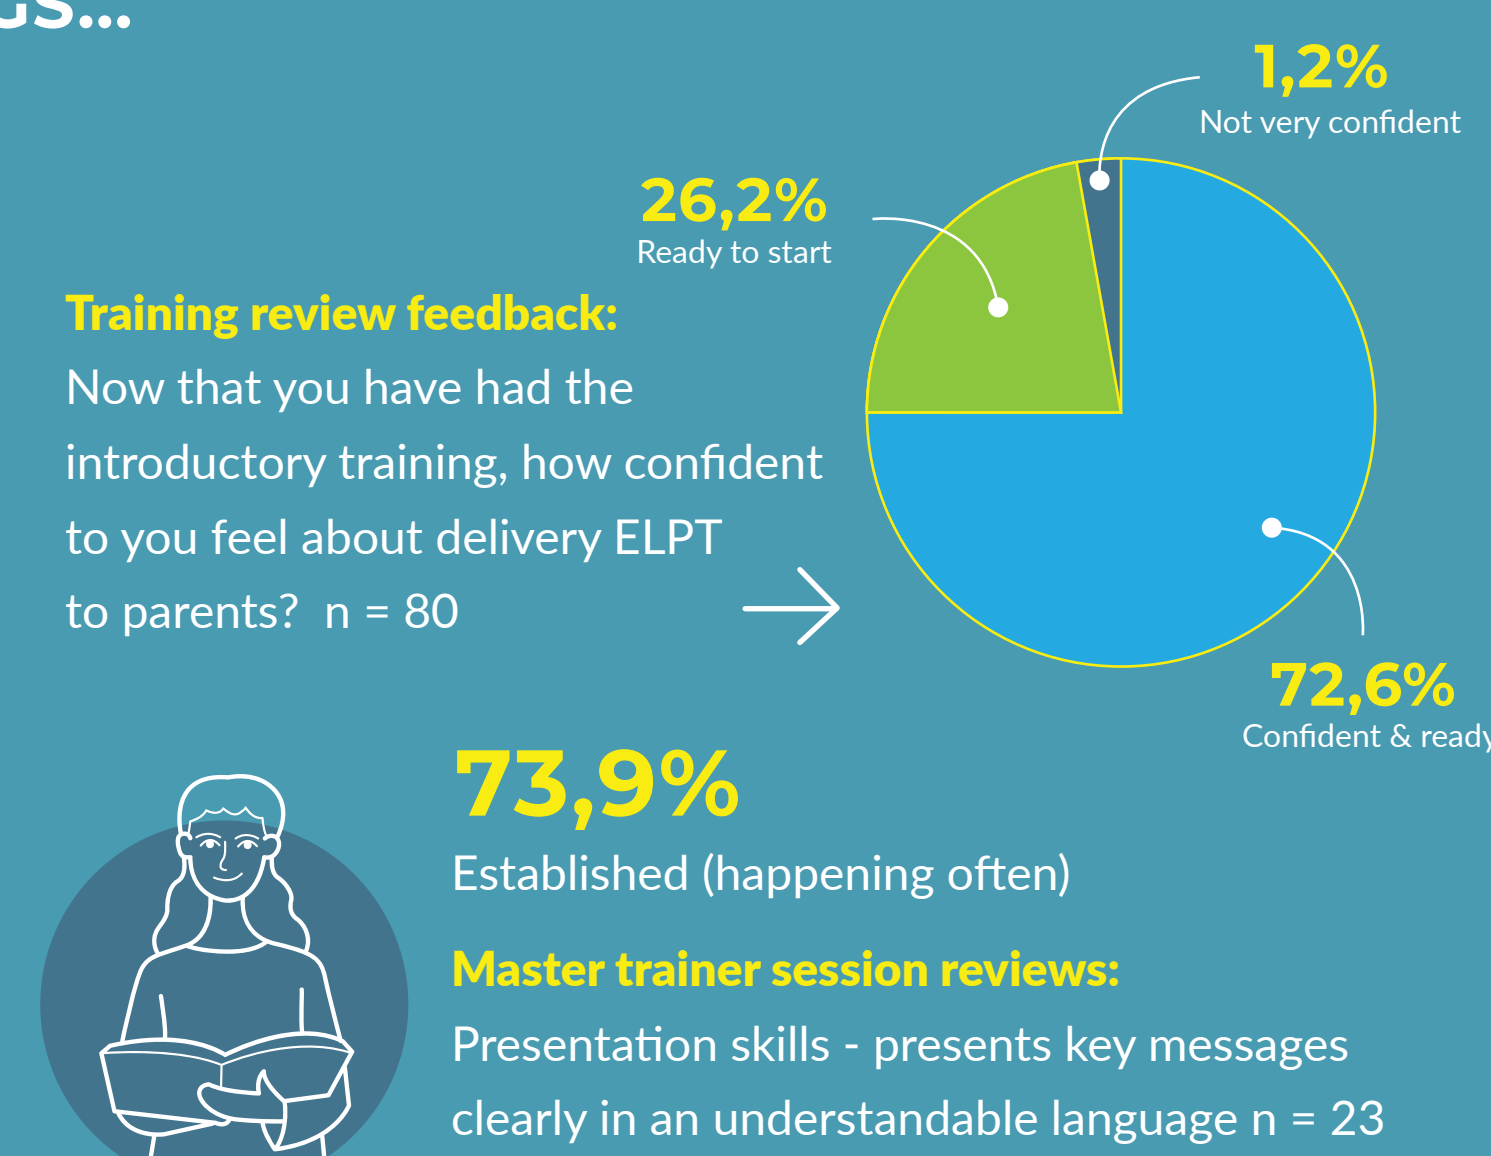 1,2%
Not very confident
26,2%
Ready to start
Training review feedback:
Now that you have had the
introductory training, how confident
to you feel about delivery ELPT
to parents?  n = 80
72,6%
Confident & ready
73,9%
Established (happening often)
Master trainer session reviews:
Presentation skills - presents key messages
clearly in an understandable language n = 23